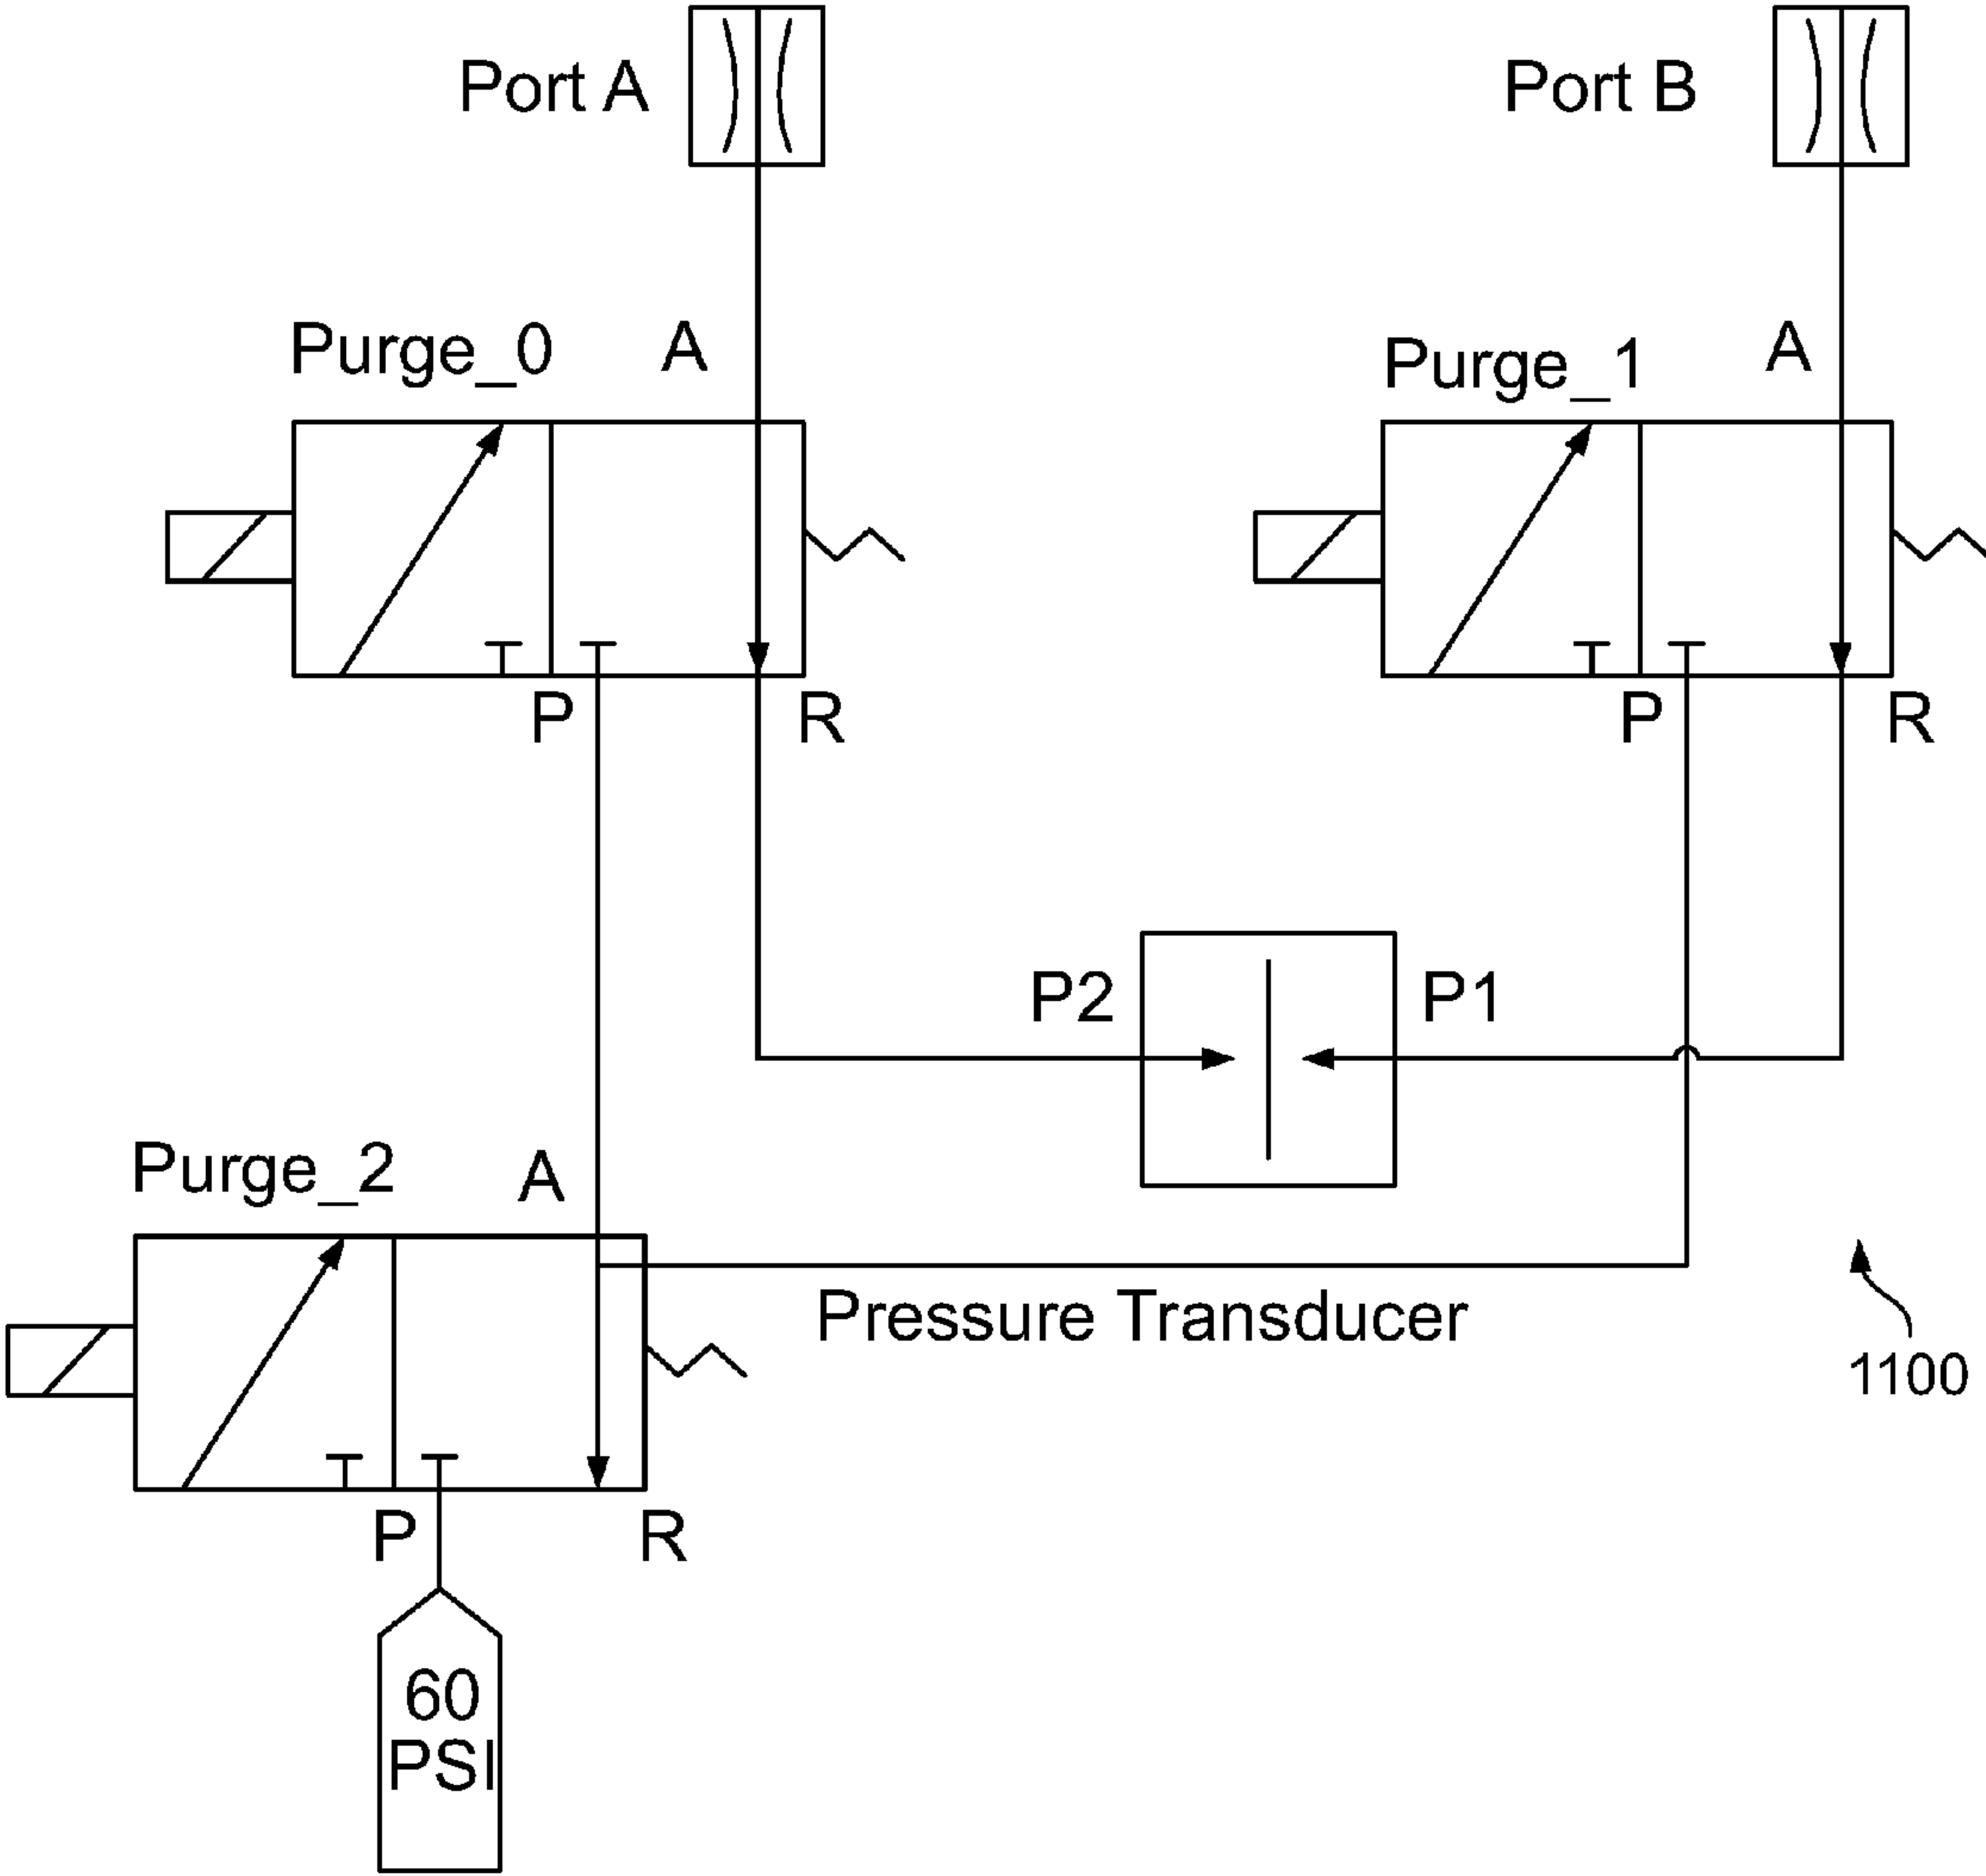 Port A
Port B
Purge_0
A
Purge_1
A
P
R
P
R
P2
P1
Purge_2
A
Pressure Transducer
1100
P
R
60
PSI